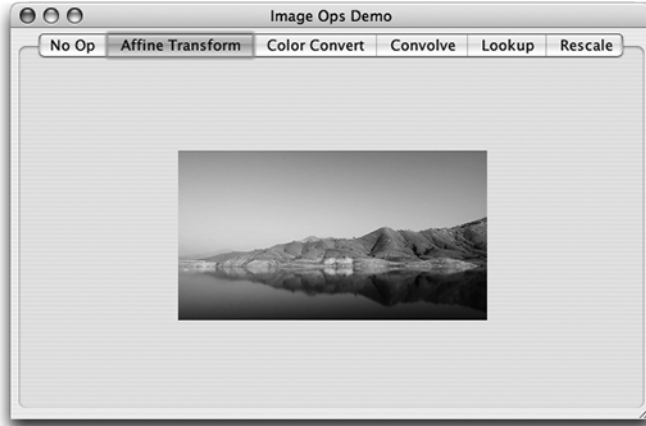 Image Ops Demo
No Op Affine Transform Color Convert Convolve Lookup Rescale